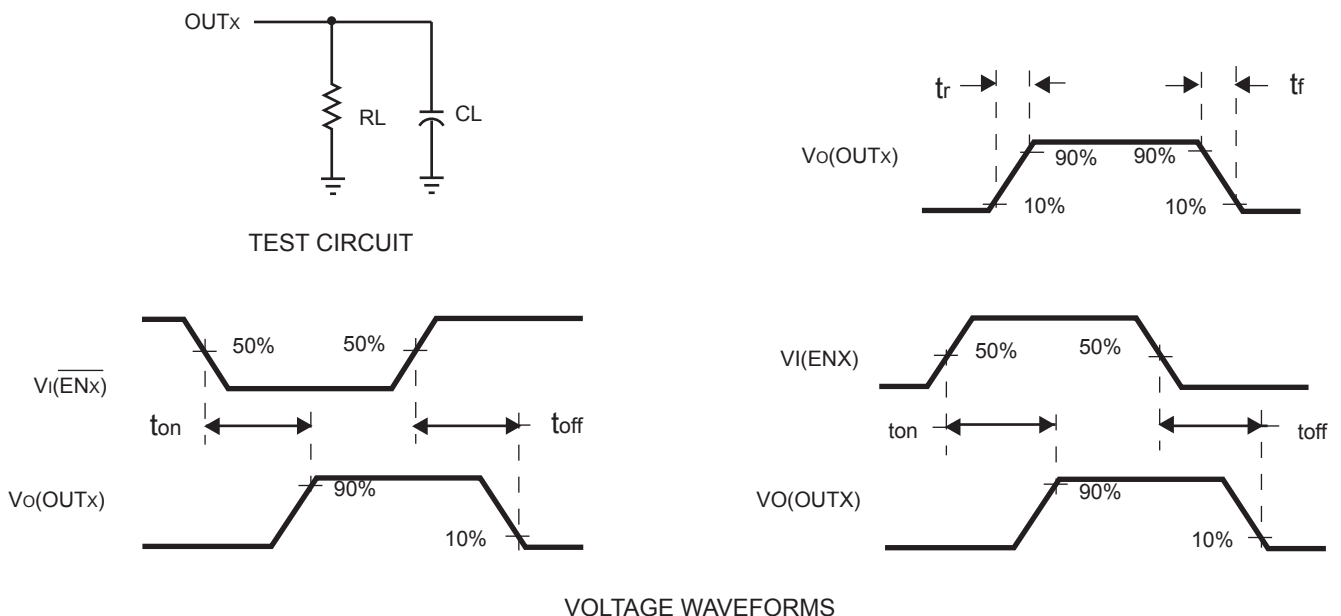 OUTx
RL
CL
TEST CIRCUIT
tr
tf
Vo(OUTx)
90%
90%
10%
10%
50%
50%
VI(ENx)
ton
toff
Vo(OUTx)
90%
10%
50%
50%
VI(ENX)
ton
toff
VO(OUTX)
90%
10%
VOLTAGE WAVEFORMS